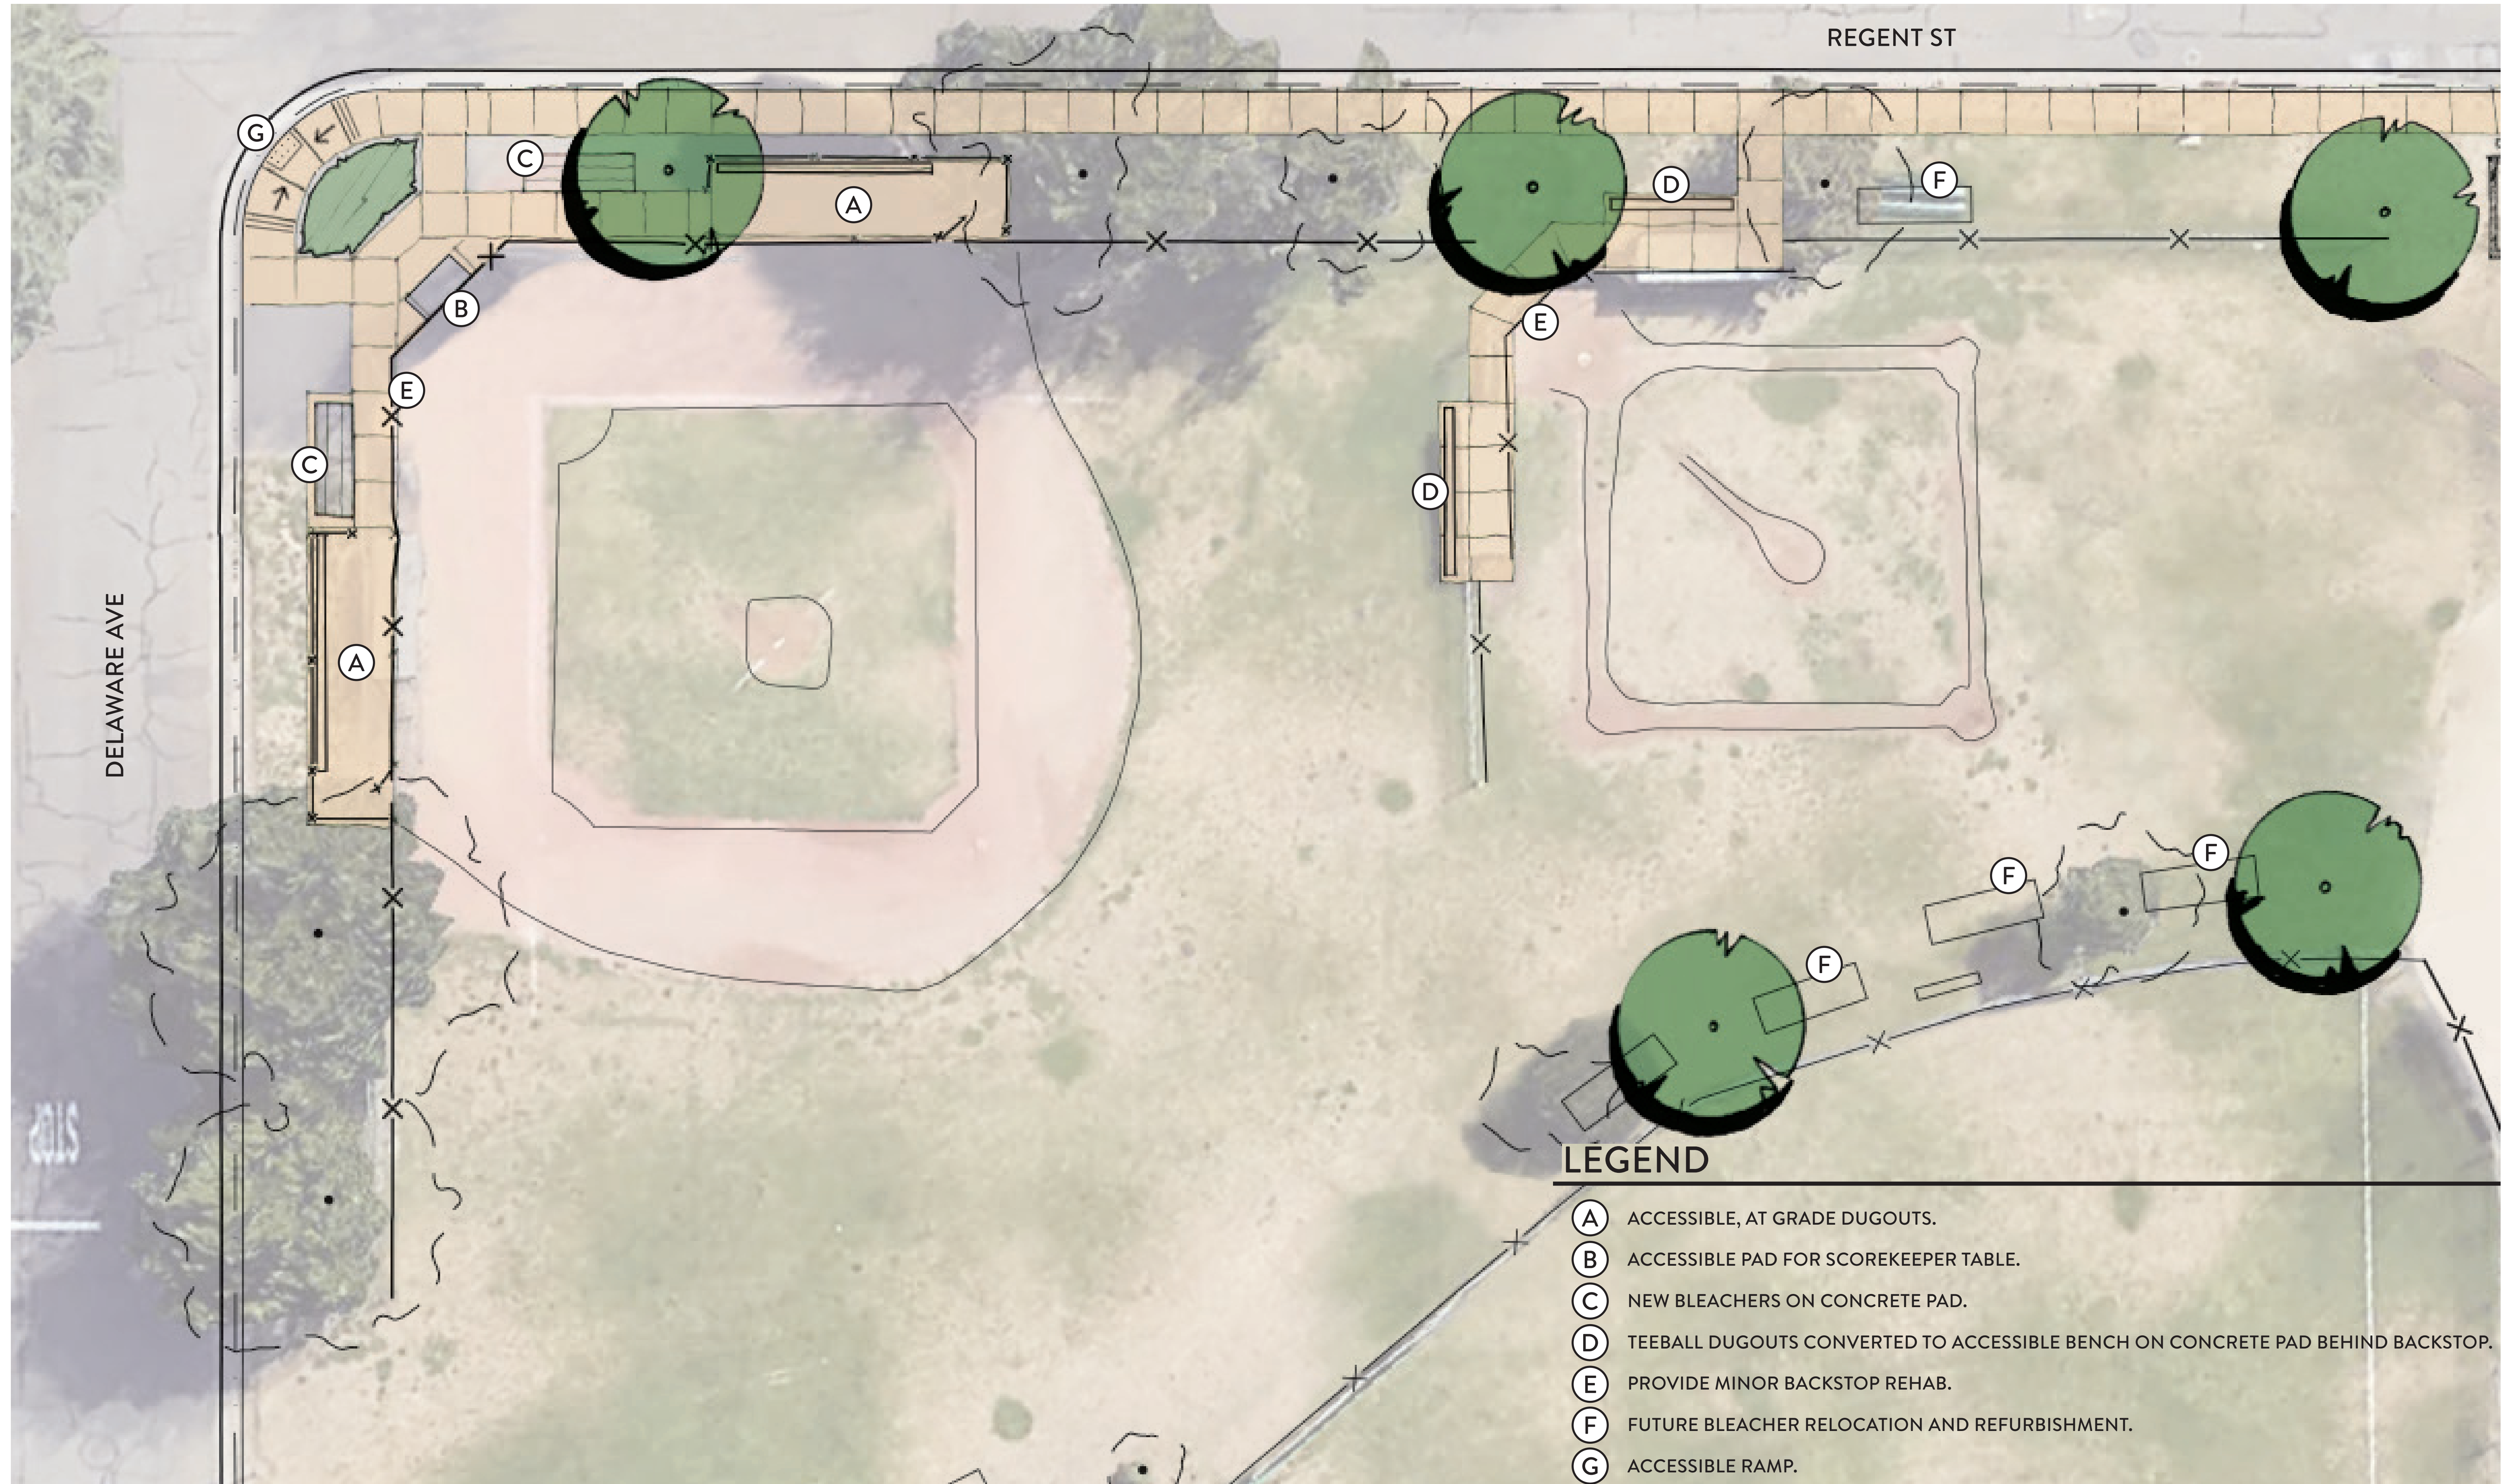 REGENT ST
G
C
A
D
F
B
E
E
C
D
DELAWARE AVE
A
F
F
F
STOP
LEGEND
A ACCESSIBLE, AT GRADE DUGOUTS.
B ACCESSIBLE PAD FOR SCOREKEEPER TABLE.
C NEW BLEACHERS ON CONCRETE PAD.
D TEEBALL DUGOUTS CONVERTED TO ACCESSIBLE BENCH ON CONCRETE PAD BEHIND BACKSTOP.
E PROVIDE MINOR BACKSTOP REHAB.
F FUTURE BLEACHER RELOCATION AND REFURBISHMENT.
G ACCESSIBLE RAMP.